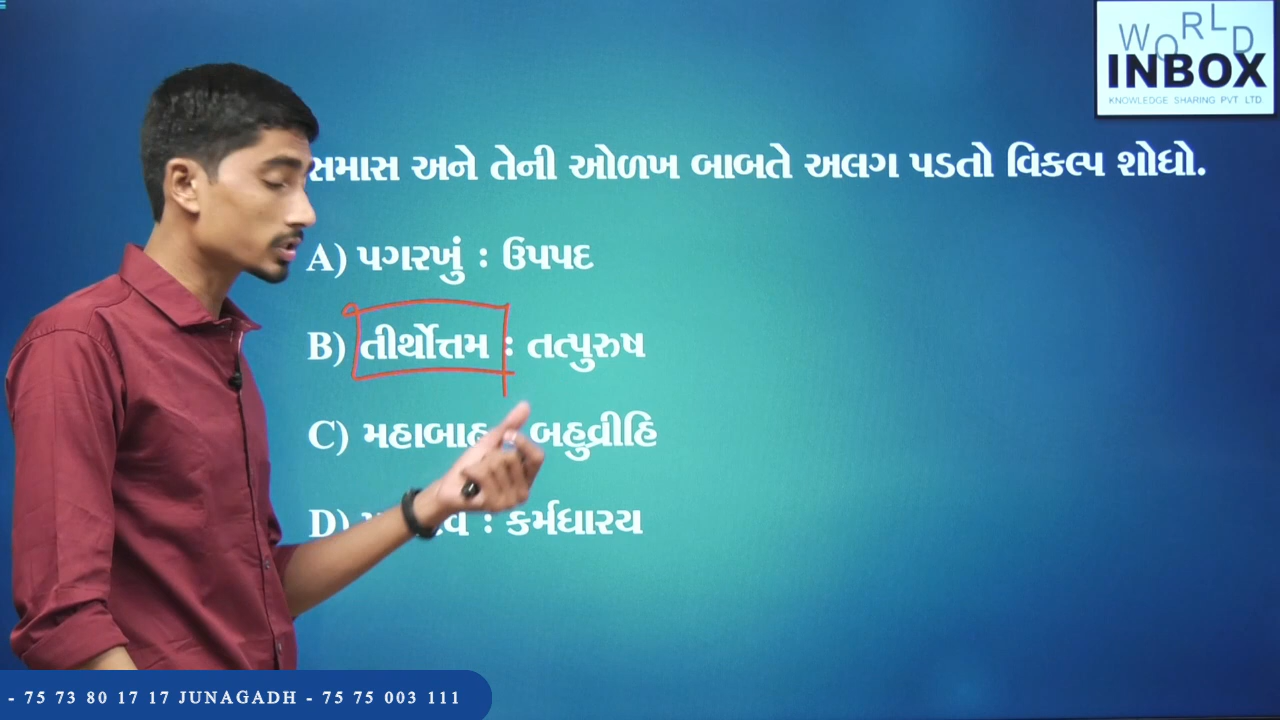 WORLD
INBOX
KNOWLEDGE SHARING PVT. LTD.
સમાસ અને તેની ઓળખ બાબતે અલગ પડતો વિકલ્પ શોધો.
A) પગરખું : ઉપપદ
B) તીર્થોત્તમ : તત્પુરુષ
C) : બહુવ્રીહિ
D) : કર્મધારય
- 75 73 80 17 17 JUNAGADH - 75 75 003 111